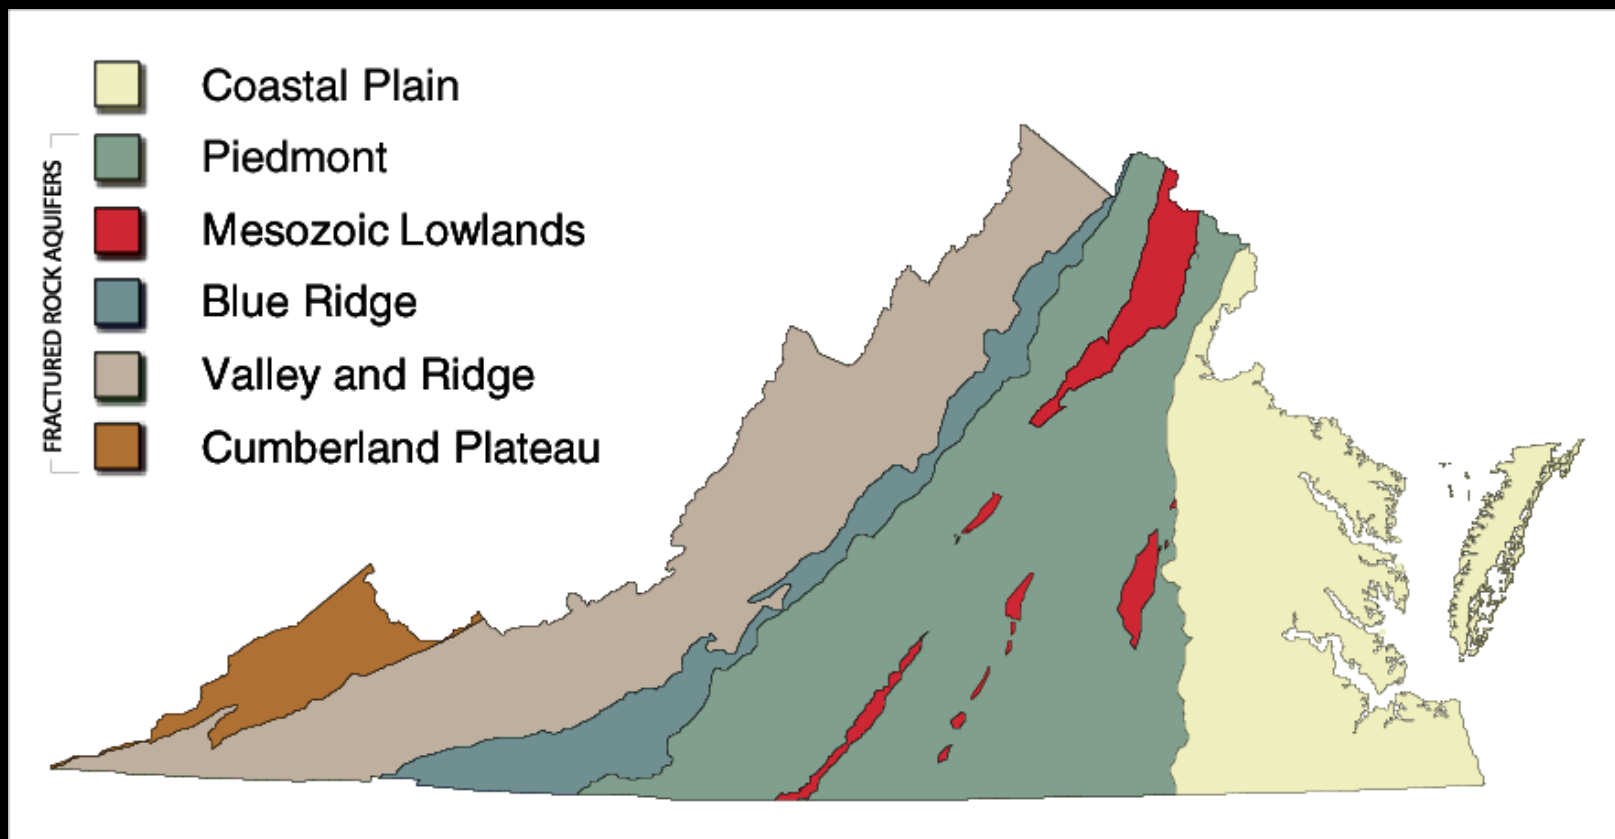 Coastal Plain
Piedmont
Mesozoic Lowlands
Blue Ridge
Valley and Ridge
Cumberland Plateau
FRACTURED ROCK AQUIFERS